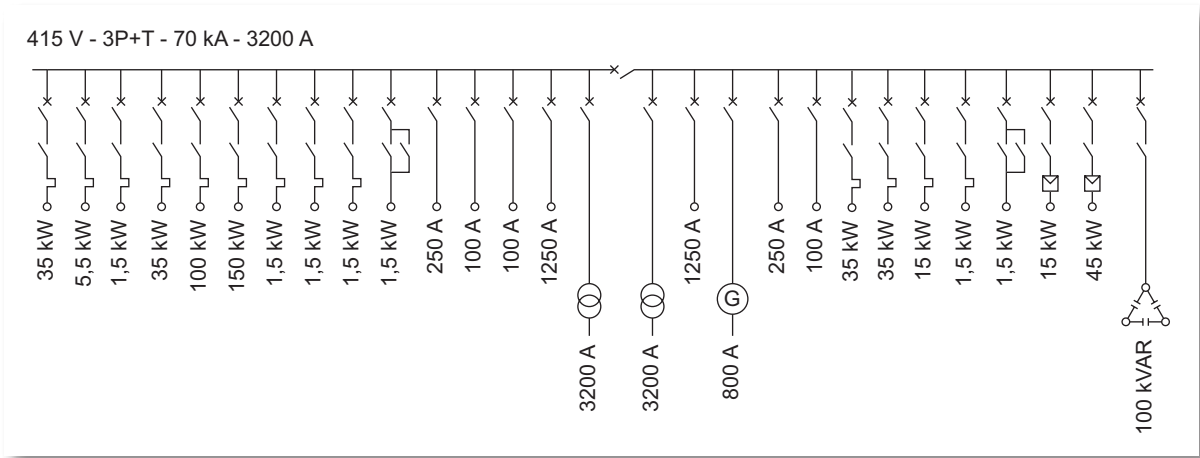 415 V - 3P+T - 70 kA - 3200 A
35 kW
5,5 kW
1,5 kW
35 kW
100 kW
150 kW
1,5 kW
1,5 kW
1,5 kW
1,5 kW
250 A
100 A
100 A
1250 A
3200 A
3200 A
1250 A
G
800 A
250 A
100 A
35 kW
35 kW
15 kW
1,5 kW
1,5 kW
15 kW
45 kW
100 kVAR